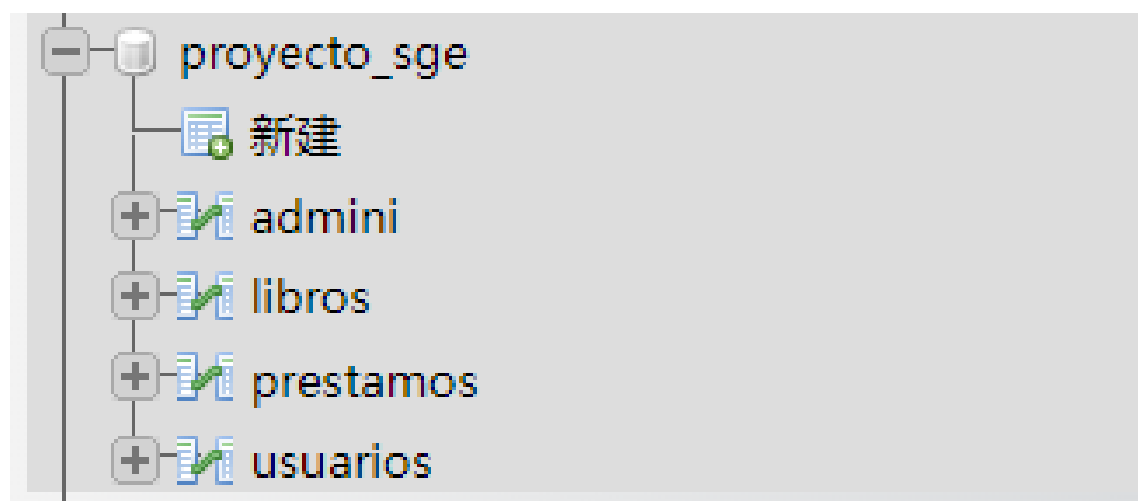 proyecto_sge
新建
admini
libros
prestamos
usuarios